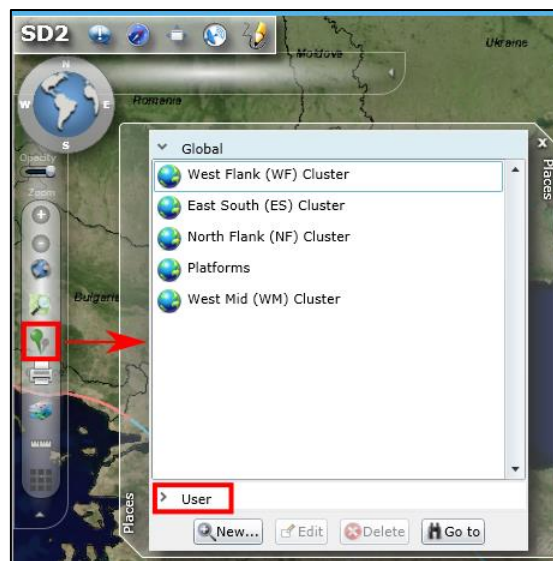 SD2
Moldova
Ukraine
N
W
E
S
Romania
Opacity
Zoom
Bulgaria
x
Places
Global
West Flank (WF) Cluster
East South (ES) Cluster
North Flank (NF) Cluster
Platforms
West Mid (WM) Cluster
User
Places
New...
Edit
Delete
Go to